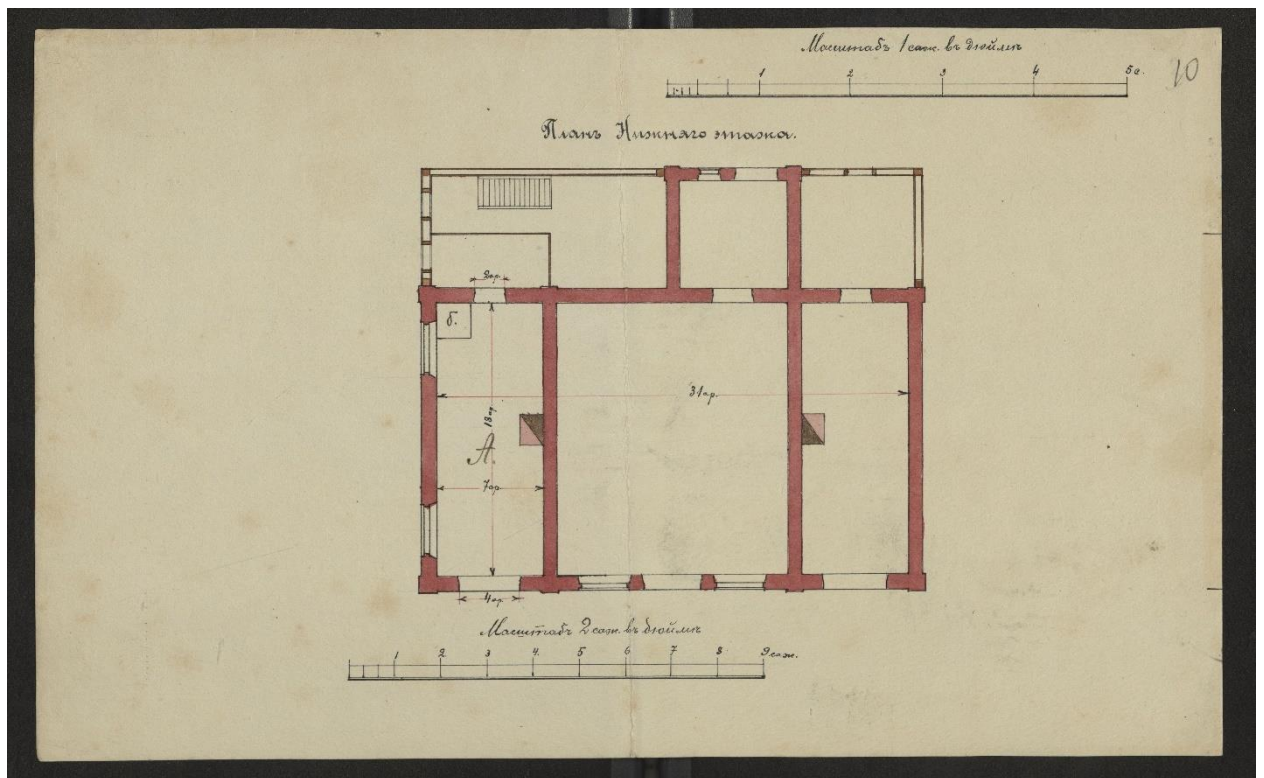 Масштабъ 1 саж. въ дюймѣ
1 2 3 4 5 с.
10
Планъ Нижняго этажа.
2 ар.
б.
31 ар.
18 ар.
А.
7 ар.
4 ар.
Масштабъ 2 саж. въ дюймѣ
1 2 3 4 5 6 7 8 9 саж.